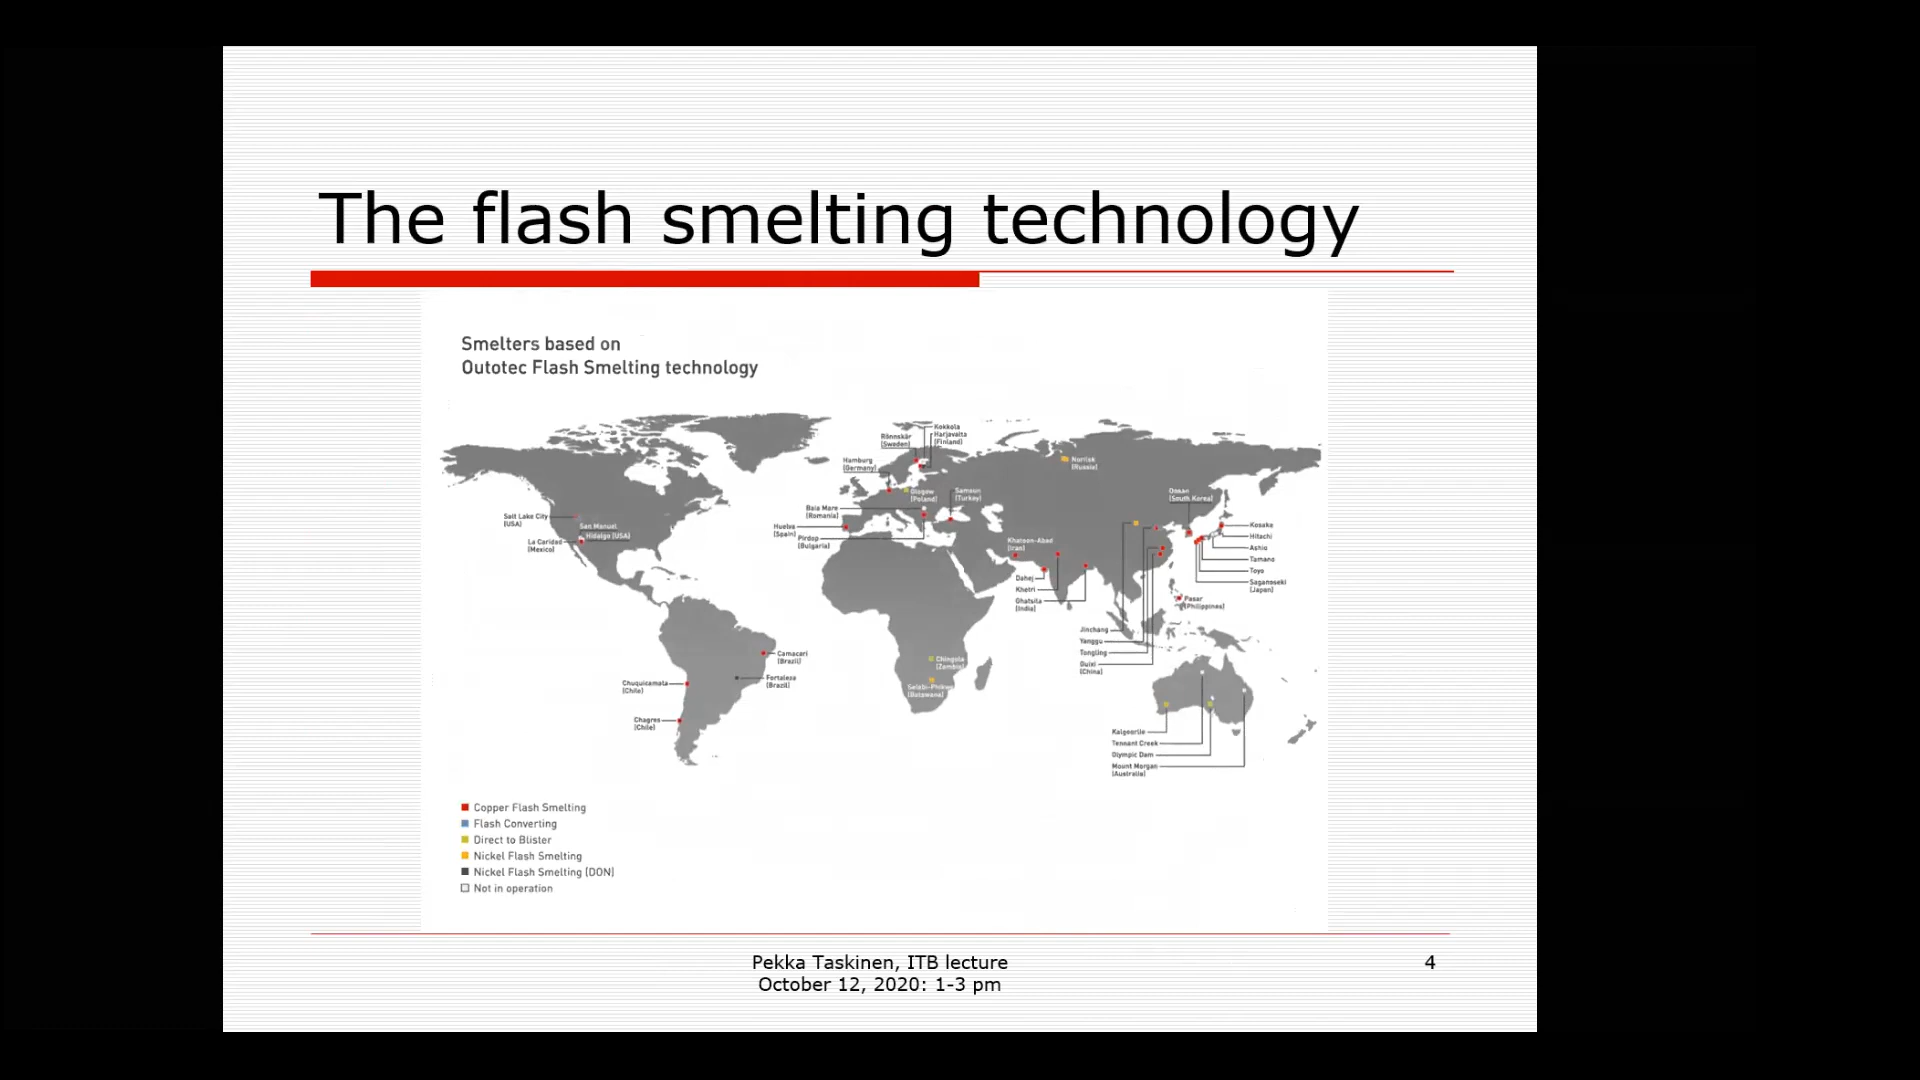 The flash smelting technology
Smelters based on
Outotec Flash Smelting technology
Kokkola
Harjavalta
(Finland)
Rönnskär
(Sweden)
Hamburg
(Germany)
Norilsk
(Russia)
Glogow
(Poland)
Samsun
(Turkey)
Onsan
(South Korea)
Baia Mare
(Romania)
Salt Lake City
(USA)
San Manuel
Hidalgo (USA)
Huelva
(Spain)
Pirdop
(Bulgaria)
La Caridad
(Mexico)
Khatoon-Abad
(Iran)
Kosaka
Hitachi
Ashio
Tamano
Toyo
Saganoseki
(Japan)
Dahej
Khetri
Ghatsila
(India)
Pasar
(Philippines)
Jinchang
Yanggu
Tongling
Guixi
(China)
Camacari
(Brazil)
Chingola
(Zambia)
Fortaleza
(Brazil)
Chuquicamata
(Chile)
Selebi-Phikwe
(Botswana)
Chagres
(Chile)
Kalgoorlie
Tennant Creek
Olympic Dam
Mount Morgan
(Australia)
Copper Flash Smelting
Flash Converting
Direct to Blister
Nickel Flash Smelting
Nickel Flash Smelting (DON)
Not in operation
Pekka Taskinen, ITB lecture
October 12, 2020: 1-3 pm
4